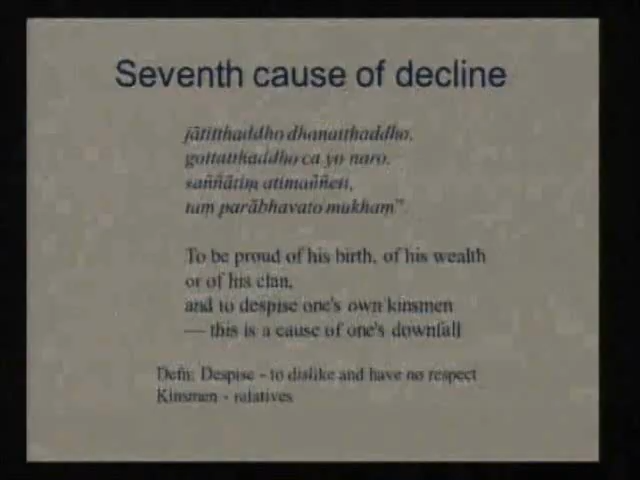 Seventh cause of decline
jātitthaddho dhanatthaddho,
gottatthaddho ca yo naro,
saññātiṃ atimaññeti,
taṃ parābhavato mukhaṃ"
To be proud of his birth, of his wealth
or of his clan,
and to despise one's own kinsmen
— this is a cause of one's downfall
Defn: Despise - to dislike and have no respect
Kinsmen - ralatives